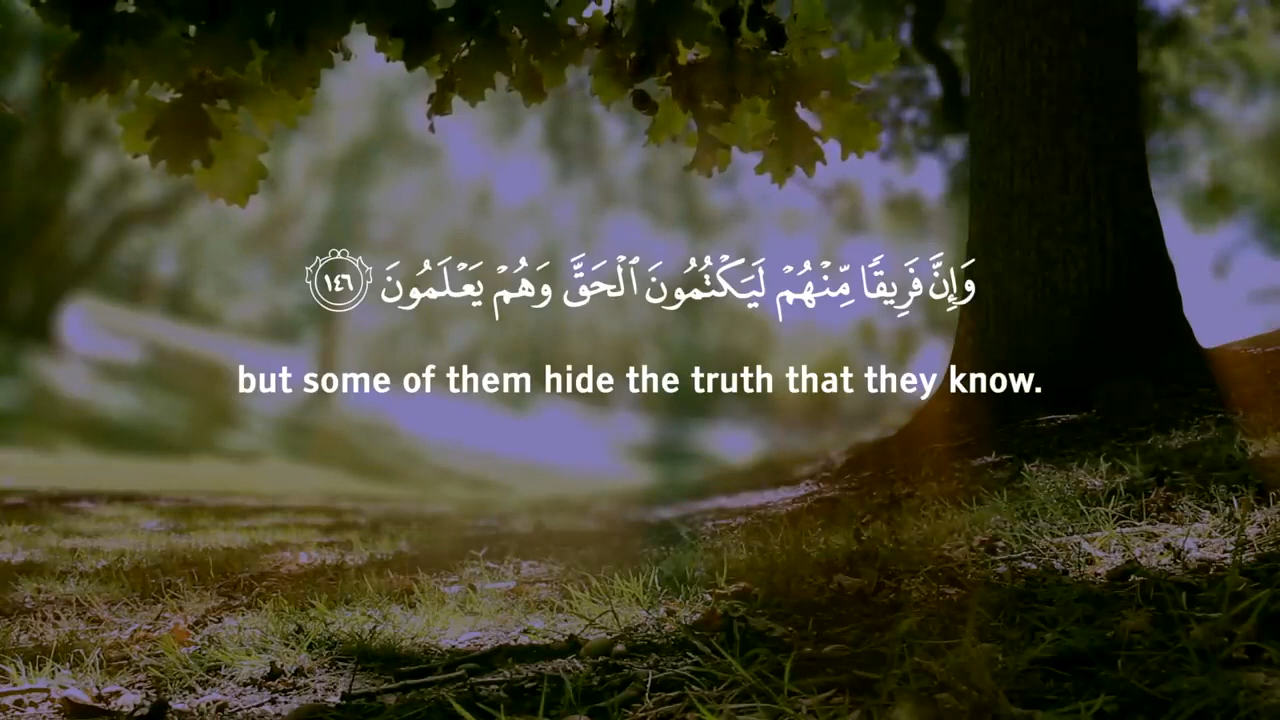 وَإِنَّ فَرِيقًا مِّنْهُمْ لَيَكْتُمُونَ ٱلْحَقَّ وَهُمْ يَعْلَمُونَ ١٤٦
but some of them hide the truth that they know.